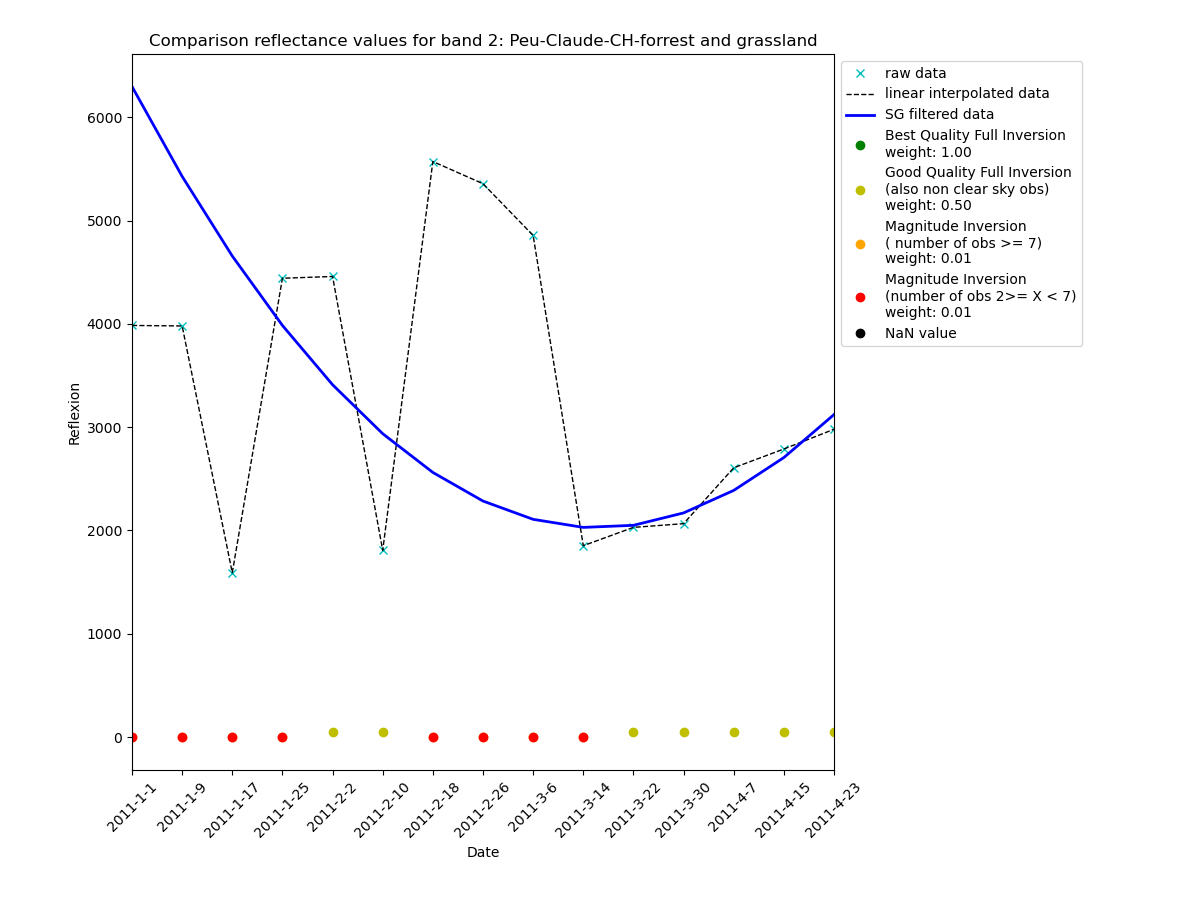 Comparison reflectance values for band 2: Peu-Claude-CH-forrest and grassland
raw data
linear interpolated data
SG filtered data
Best Quality Full Inversion
weight: 1.00
Good Quality Full Inversion
(also non clear sky obs)
weight: 0.50
Magnitude Inversion
( number of obs >= 7)
weight: 0.01
Magnitude Inversion
(number of obs 2>= X < 7)
weight: 0.01
NaN value
Reflexion
6000
5000
4000
3000
2000
1000
0
2011-1-1
2011-1-9
2011-1-17
2011-1-25
2011-2-2
2011-2-10
2011-2-18
2011-2-26
2011-3-6
2011-3-14
2011-3-22
2011-3-30
2011-4-7
2011-4-15
2011-4-23
Date